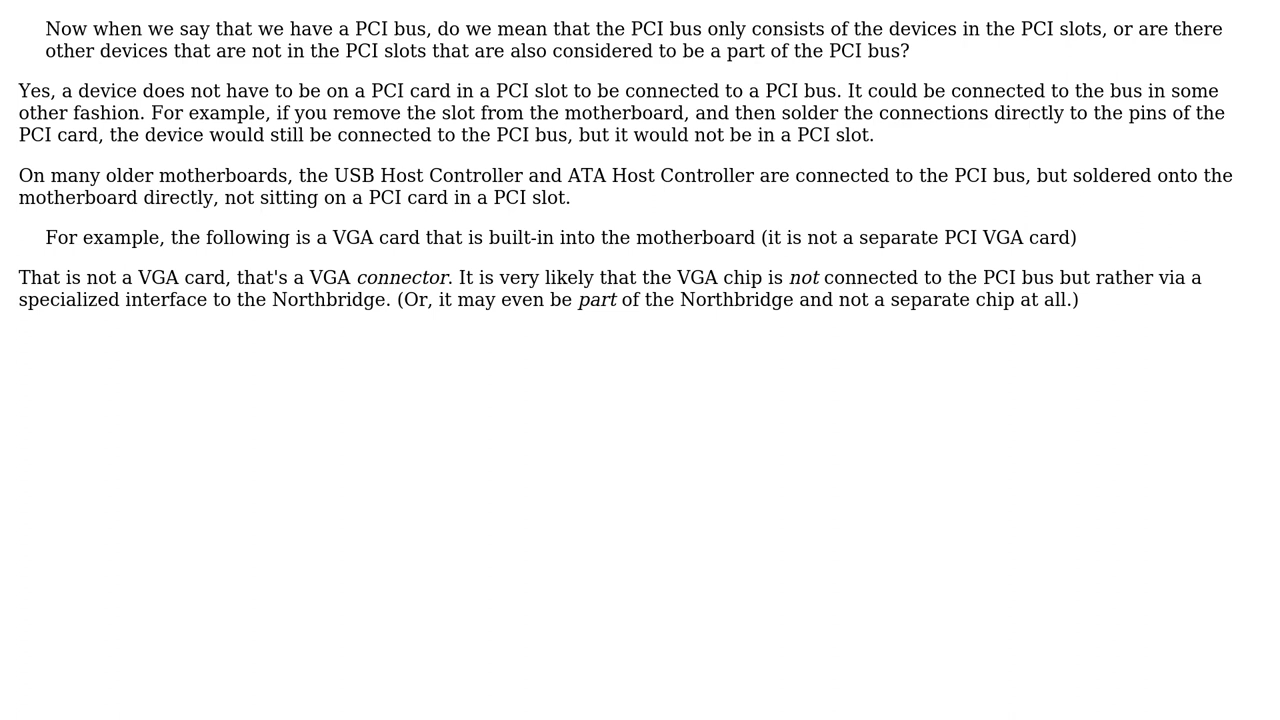 Now when we say that we have a PCI bus, do we mean that the PCI bus only consists of the devices in the PCI slots, or are there
other devices that are not in the PCI slots that are also considered to be a part of the PCI bus?
Yes, a device does not have to be on a PCI card in a PCI slot to be connected to a PCI bus. It could be connected to the bus in some
other fashion. For example, if you remove the slot from the motherboard, and then solder the connections directly to the pins of the
PCI card, the device would still be connected to the PCI bus, but it would not be in a PCI slot.
On many older motherboards, the USB Host Controller and ATA Host Controller are connected to the PCI bus, but soldered onto the
motherboard directly, not sitting on a PCI card in a PCI slot.
For example, the following is a VGA card that is built-in into the motherboard (it is not a separate PCI VGA card)
That is not a VGA card, that's a VGA connector. It is very likely that the VGA chip is not connected to the PCI bus but rather via a
specialized interface to the Northbridge. (Or, it may even be part of the Northbridge and not a separate chip at all.)